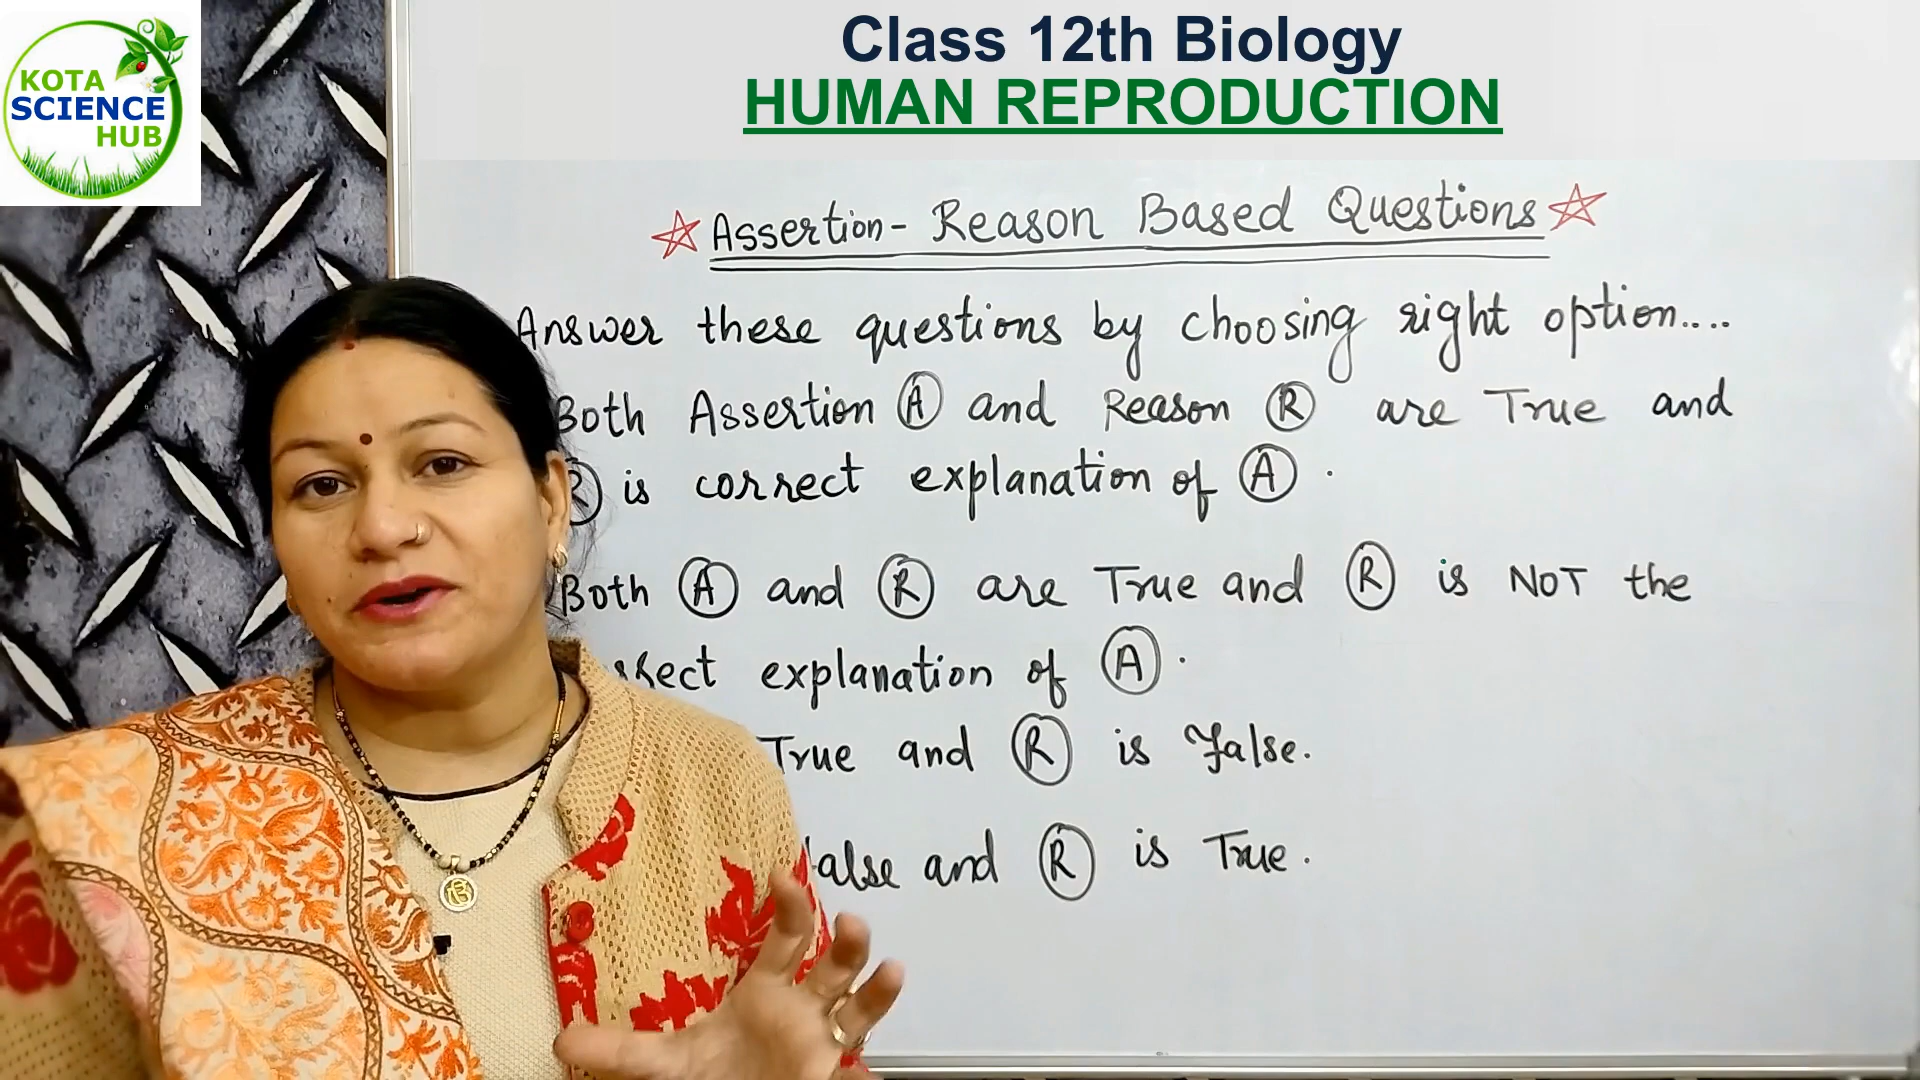 KOTA
SCIENCE
HUB
Class 12th Biology
HUMAN REPRODUCTION
Assertion- Reason Based Questions
Answer these questions by choosing right option....
Both Assertion A and Reason R are True and
R is correct explanation of A.
Both A and R are True and R is NOT the
explanation of A.
True and R is false.
and R is True.